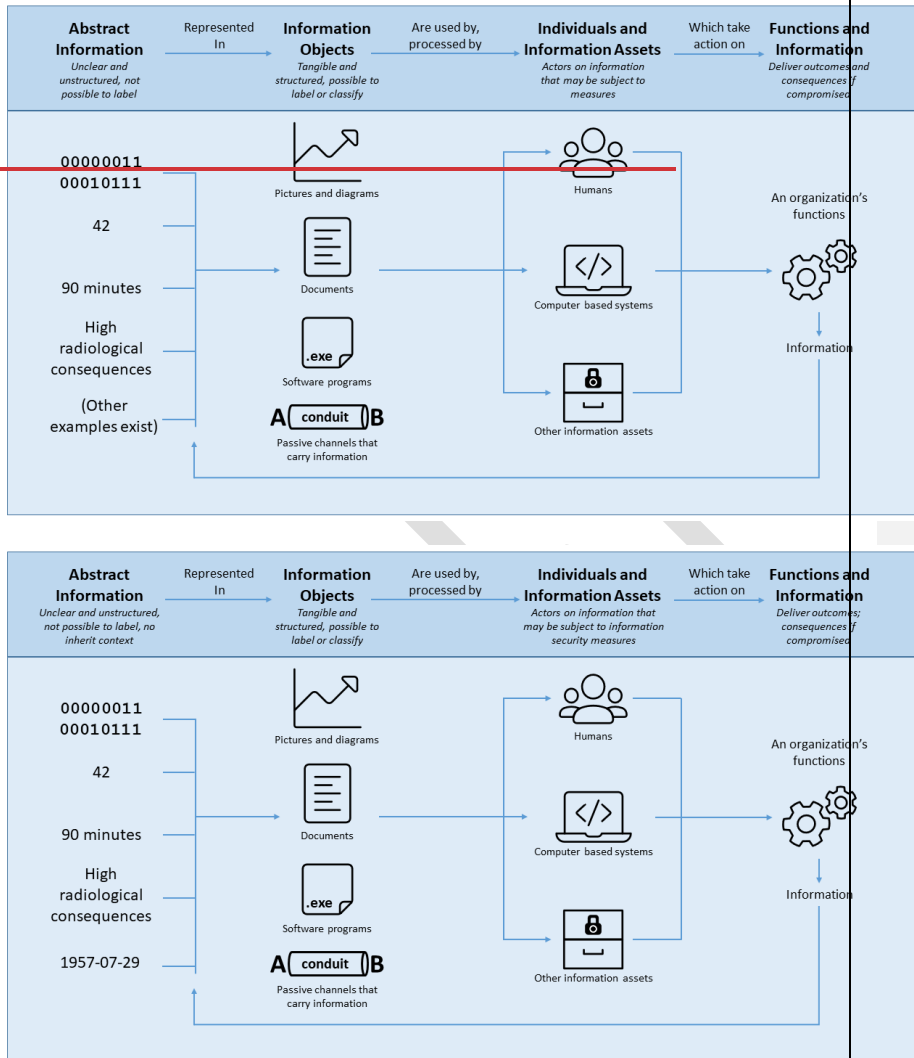 Abstract
Information
Unclear and
unstructured, not
possible to label
Represented
In
Information
Objects
Tangible and
structured, possible to
label or classify
Are used by,
processed by
Individuals and
Information Assets
Actors on information
that may be subject to
measures
Which take
action on
Functions and
Information
Deliver outcomes and
consequences if
compromised
00000011
00010111
42
90 minutes
High
radiological
consequences
(Other
examples exist)
Pictures and diagrams
Documents
.exe
Software programs
A conduit B
Passive channels that
carry information
Humans
Computer based systems
Other information assets
An organization's
functions
Information
Abstract
Information
Unclear and unstructured,
not possible to label, no
inherit context
Represented
In
Information
Objects
Tangible and
structured, possible to
label or classify
Are used by,
processed by
Individuals and
Information Assets
Actors on information that
may be subject to information
security measures
Which take
action on
Functions and
Information
Deliver outcomes;
consequences if
compromised
00000011
00010111
42
90 minutes
High
radiological
consequences
1957-07-29
Pictures and diagrams
Documents
.exe
Software programs
A conduit B
Passive channels that
carry information
Humans
</> 
Computer based systems
Other information assets
An organization's
functions
Information